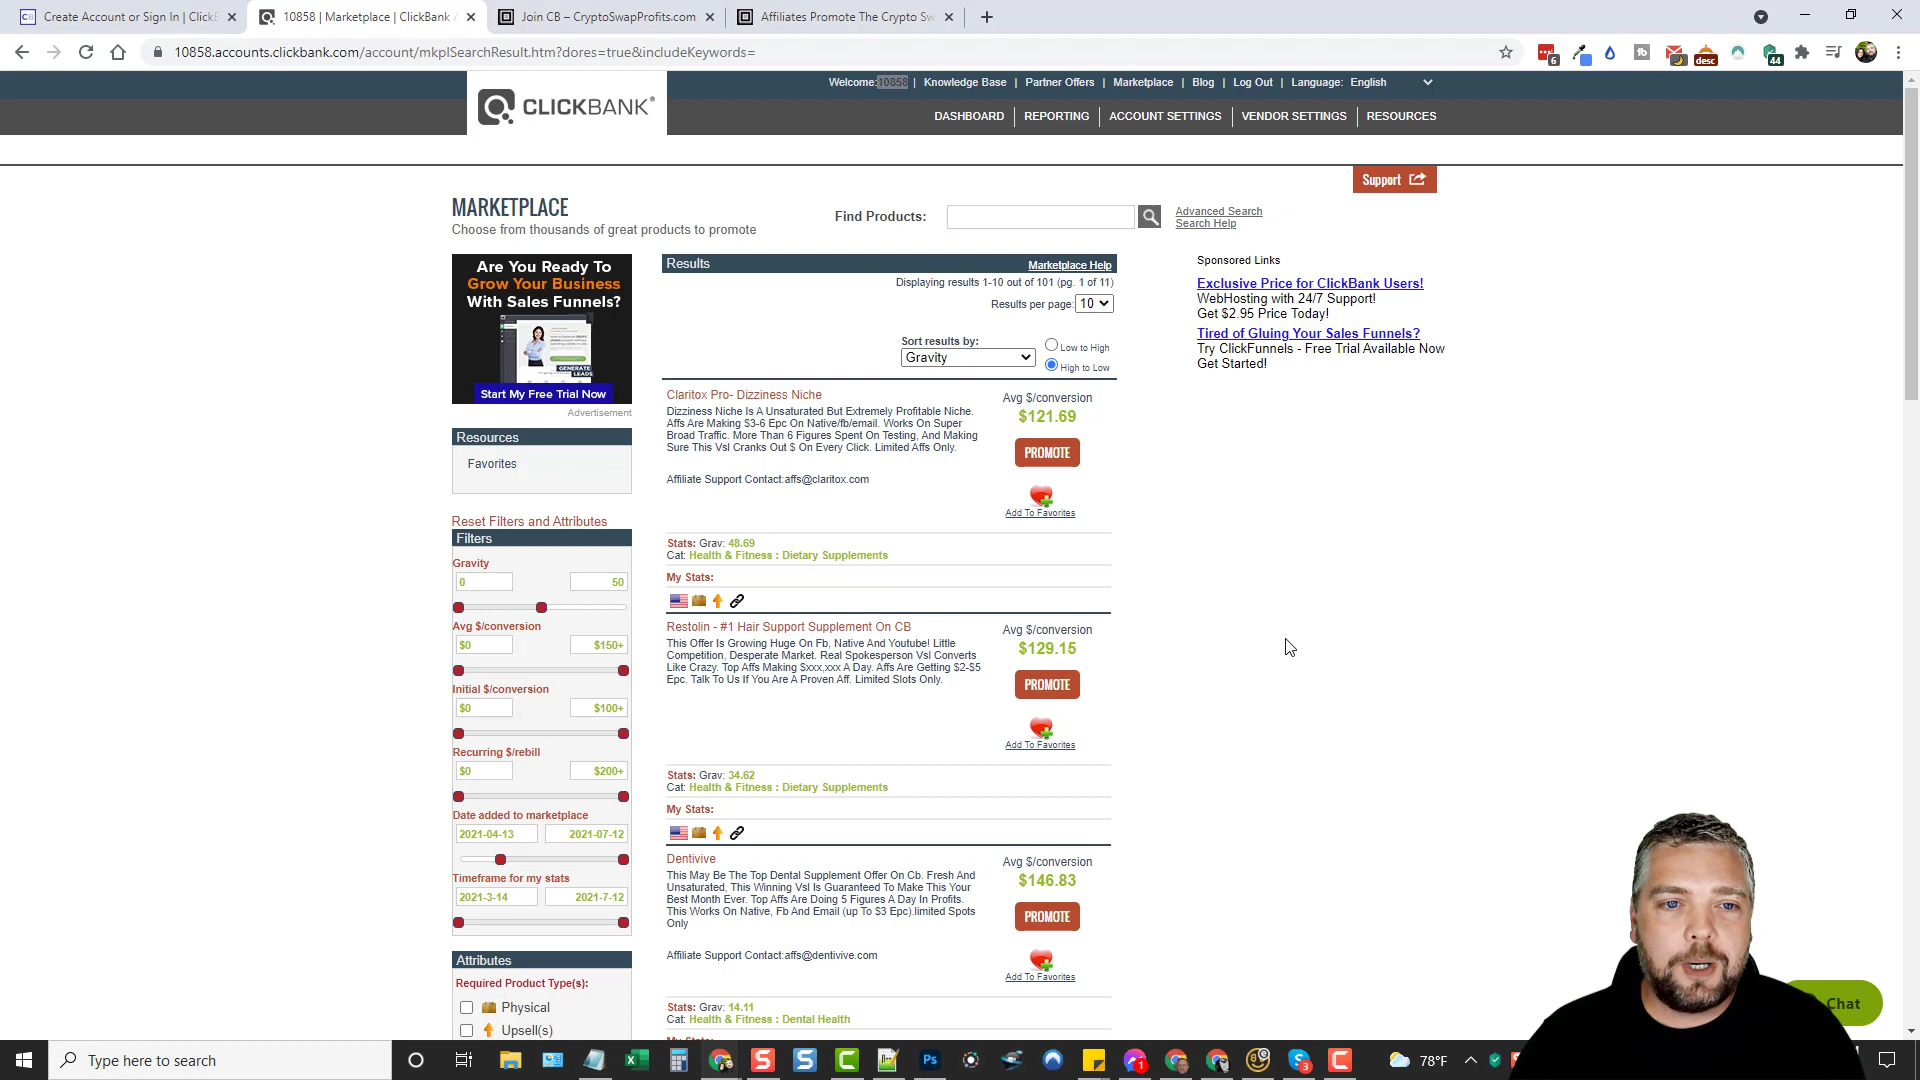 Create Account or Sign In | ClickE
10858 | Marketplace | ClickBank A
Join CB – CryptoSwapProfits.com
Affiliates Promote The Crypto Sw
10858.accounts.clickbank.com/account/mkplSearchResult.htm?dores=true&includeKeywords=
6
desc
44
Welcome:10858 | Knowledge Base | Partner Offers | Marketplace | Blog | Log Out | Language: English
CLICKBANK®
DASHBOARD | REPORTING | ACCOUNT SETTINGS | VENDOR SETTINGS | RESOURCES
Support
MARKETPLACE
Choose from thousands of great products to promote
Find Products:
Advanced Search
Search Help
Are You Ready To
Grow Your Business
With Sales Funnels?
GENERATE
LEADS
Start My Free Trial Now
Advertisement
Resources
Favorites
Reset Filters and Attributes
Filters
Gravity
0 50
Avg $/conversion
$0 $150+
Initial $/conversion
$0 $100+
Recurring $/rebill
$0 $200+
Date added to marketplace
2021-04-13 2021-07-12
Timeframe for my stats
2021-3-14 2021-7-12
Attributes
Required Product Type(s):
Physical
Upsell(s)
Results
Marketplace Help
Displaying results 1-10 out of 101 (pg. 1 of 11)
Results per page: 10
Sort results by:
Gravity
Low to High
High to Low
Claritox Pro- Dizziness Niche
Dizziness Niche Is A Unsaturated But Extremely Profitable Niche.
Affs Are Making $3-6 Epc On Native/fb/email. Works On Super
Broad Traffic. More Than 6 Figures Spent On Testing, And Making
Sure This Vsl Cranks Out $ On Every Click. Limited Affs Only.
Affiliate Support Contact:affs@claritox.com
Avg $/conversion
$121.69
PROMOTE
Add To Favorites
Stats: Grav: 48.69
Cat: Health & Fitness : Dietary Supplements
My Stats:
Restolin - #1 Hair Support Supplement On CB
This Offer Is Growing Huge On Fb, Native And Youtube! Little
Competition, Desperate Market. Real Spokesperson Vsl Converts
Like Crazy. Top Affs Making $xxx,xxx A Day. Affs Are Getting $2-$5
Epc. Talk To Us If You Are A Proven Aff. Limited Slots Only.
Avg $/conversion
$129.15
PROMOTE
Add To Favorites
Stats: Grav: 34.62
Cat: Health & Fitness : Dietary Supplements
My Stats:
Dentivive
This May Be The Top Dental Supplement Offer On Cb. Fresh And
Unsaturated, This Winning Vsl Is Guaranteed To Make This Your
Best Month Ever. Top Affs Are Doing 5 Figures A Day In Profits.
This Works On Native, Fb And Email (up To $3 Epc).limited Spots
Only
Affiliate Support Contact:affs@dentivive.com
Avg $/conversion
$146.83
PROMOTE
Add To Favorites
Stats: Grav: 14.11
Cat: Health & Fitness : Dental Health
Sponsored Links
Exclusive Price for ClickBank Users!
WebHosting with 24/7 Support!
Get $2.95 Price Today!
Tired of Gluing Your Sales Funnels?
Try ClickFunnels - Free Trial Available Now
Get Started!
Chat
Type here to search
78°F